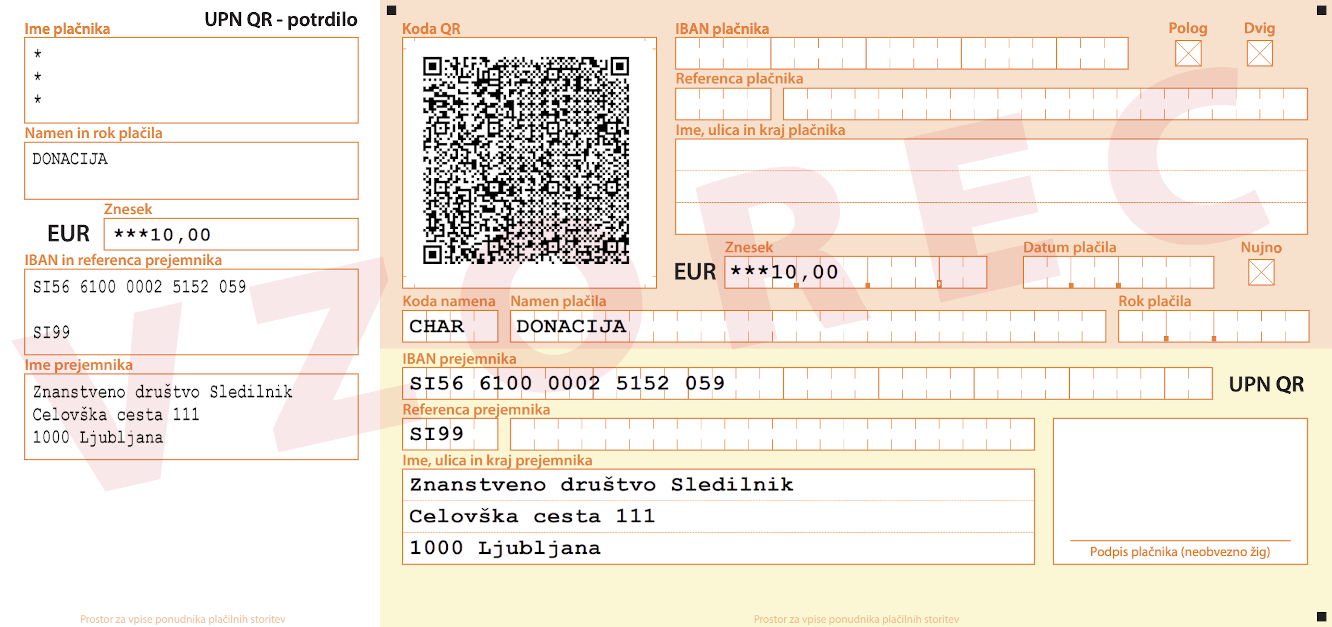 UPN QR - potrdilo
Ime plačnika
*
*
*
Namen in rok plačila
DONACIJA
Znesek
EUR ***10,00
IBAN in referenca prejemnika
SI56 6100 0002 5152 059
SI99
Ime prejemnika
Znanstveno društvo Sledilnik
Celovška cesta 111
1000 Ljubljana
Prostor za vpise ponudnika plačilnih storitev
Koda QR
IBAN plačnika
Polog
Dvig
Referenca plačnika
Ime, ulica in kraj plačnika
Znesek
Datum plačila
Nujno
EUR ***10,00
Koda namena
Namen plačila
Rok plačila
CHAR
DONACIJA
IBAN prejemnika
SI56 6100 0002 5152 059
UPN QR
Referenca prejemnika
SI99
Ime, ulica in kraj prejemnika
Znanstveno društvo Sledilnik
Celovška cesta 111
1000 Ljubljana
Podpis plačnika (neobvezno žig)
Prostor za vpise ponudnika plačilnih storitev
VZOREC